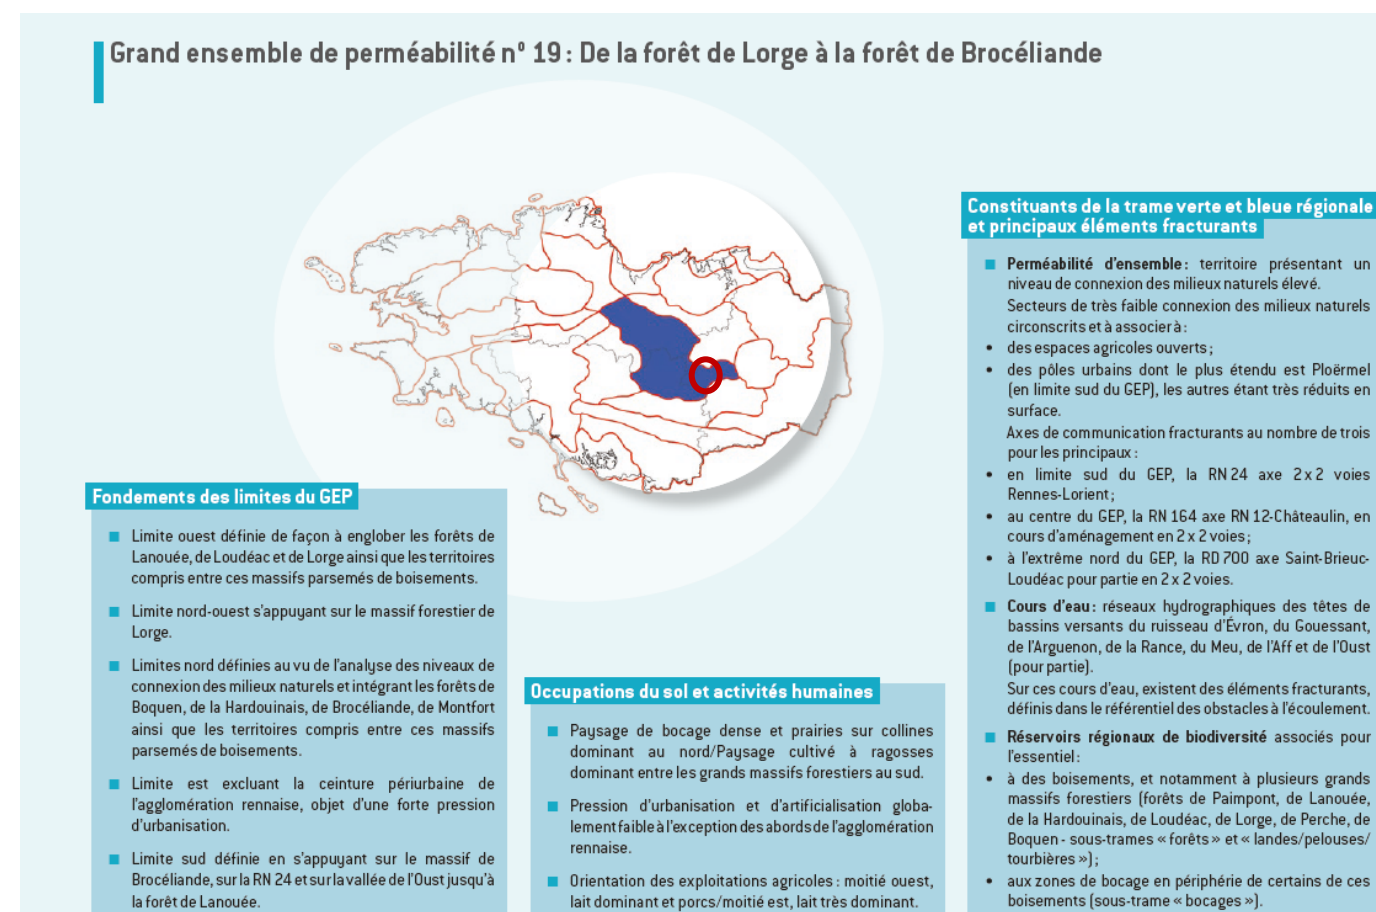 Grand ensemble de perméabilité n° 19 : De la forêt de Lorge à la forêt de Brocéliande
Fondements des limites du GEP
Limite ouest définie de façon à englober les forêts de
Lanouée, de Loudéac et de Lorge ainsi que les territoires
compris entre ces massifs parsemés de boisements.
Limite nord-ouest s'appuyant sur le massif forestier de
Lorge.
Limites nord définies au vu de l'analyse des niveaux de
connexion des milieux naturels et intégrant les forêts de
Boquen, de la Hardouinais, de Brocéliande, de Montfort
ainsi que les territoires compris entre ces massifs
parsemés de boisements.
Limite est excluant la ceinture périurbaine de
l'agglomération rennaise, objet d'une forte pression
d'urbanisation.
Limite sud définie en s'appuyant sur le massif de
Brocéliande, sur la RN 24 et sur la vallée de l'Oust jusqu'à
la forêt de Lanouée.
Occupations du sol et activités humaines
Paysage de bocage dense et prairies sur collines
dominant au nord/Paysage cultivé à ragosses
dominant entre les grands massifs forestiers au sud.
Pression d'urbanisation et d'artificialisation globa-
lement faible à l'exception des abords de l'agglomération
rennaise.
Orientation des exploitations agricoles : moitié ouest,
lait dominant et porcs/moitié est, lait très dominant.
Constituants de la trame verte et bleue régionale
et principaux éléments fracturants
Perméabilité d'ensemble : territoire présentant un
niveau de connexion des milieux naturels élevé.
Secteurs de très faible connexion des milieux naturels
circonscrits et à associer à :
• des espaces agricoles ouverts ;
• des pôles urbains dont le plus étendu est Ploërmel
(en limite sud du GEP), les autres étant très réduits en
surface.
Axes de communication fracturants au nombre de trois
pour les principaux :
• en limite sud du GEP, la RN 24 axe 2 x 2 voies
Rennes-Lorient ;
• au centre du GEP, la RN 164 axe RN 12-Châteaulin, en
cours d'aménagement en 2 x 2 voies ;
• à l'extrême nord du GEP, la RD 700 axe Saint-Brieuc-
Loudéac pour partie en 2 x 2 voies.
Cours d'eau : réseaux hydrographiques des têtes de
bassins versants du ruisseau d'Évron, du Gouessant,
de l'Arguenon, de la Rance, du Meu, de l'Aff et de l'Oust
(pour partie).
Sur ces cours d'eau, existent des éléments fracturants,
définis dans le référentiel des obstacles à l'écoulement.
Réservoirs régionaux de biodiversité associés pour
l'essentiel :
• à des boisements, et notamment à plusieurs grands
massifs forestiers (forêts de Paimpont, de Lanouée,
de la Hardouinais, de Loudéac, de Lorge, de Perche, de
Boquen - sous-trames « forêts » et « landes/pelouses/
tourbières ») ;
• aux zones de bocage en périphérie de certains de ces
boisements (sous-trame « bocages »).